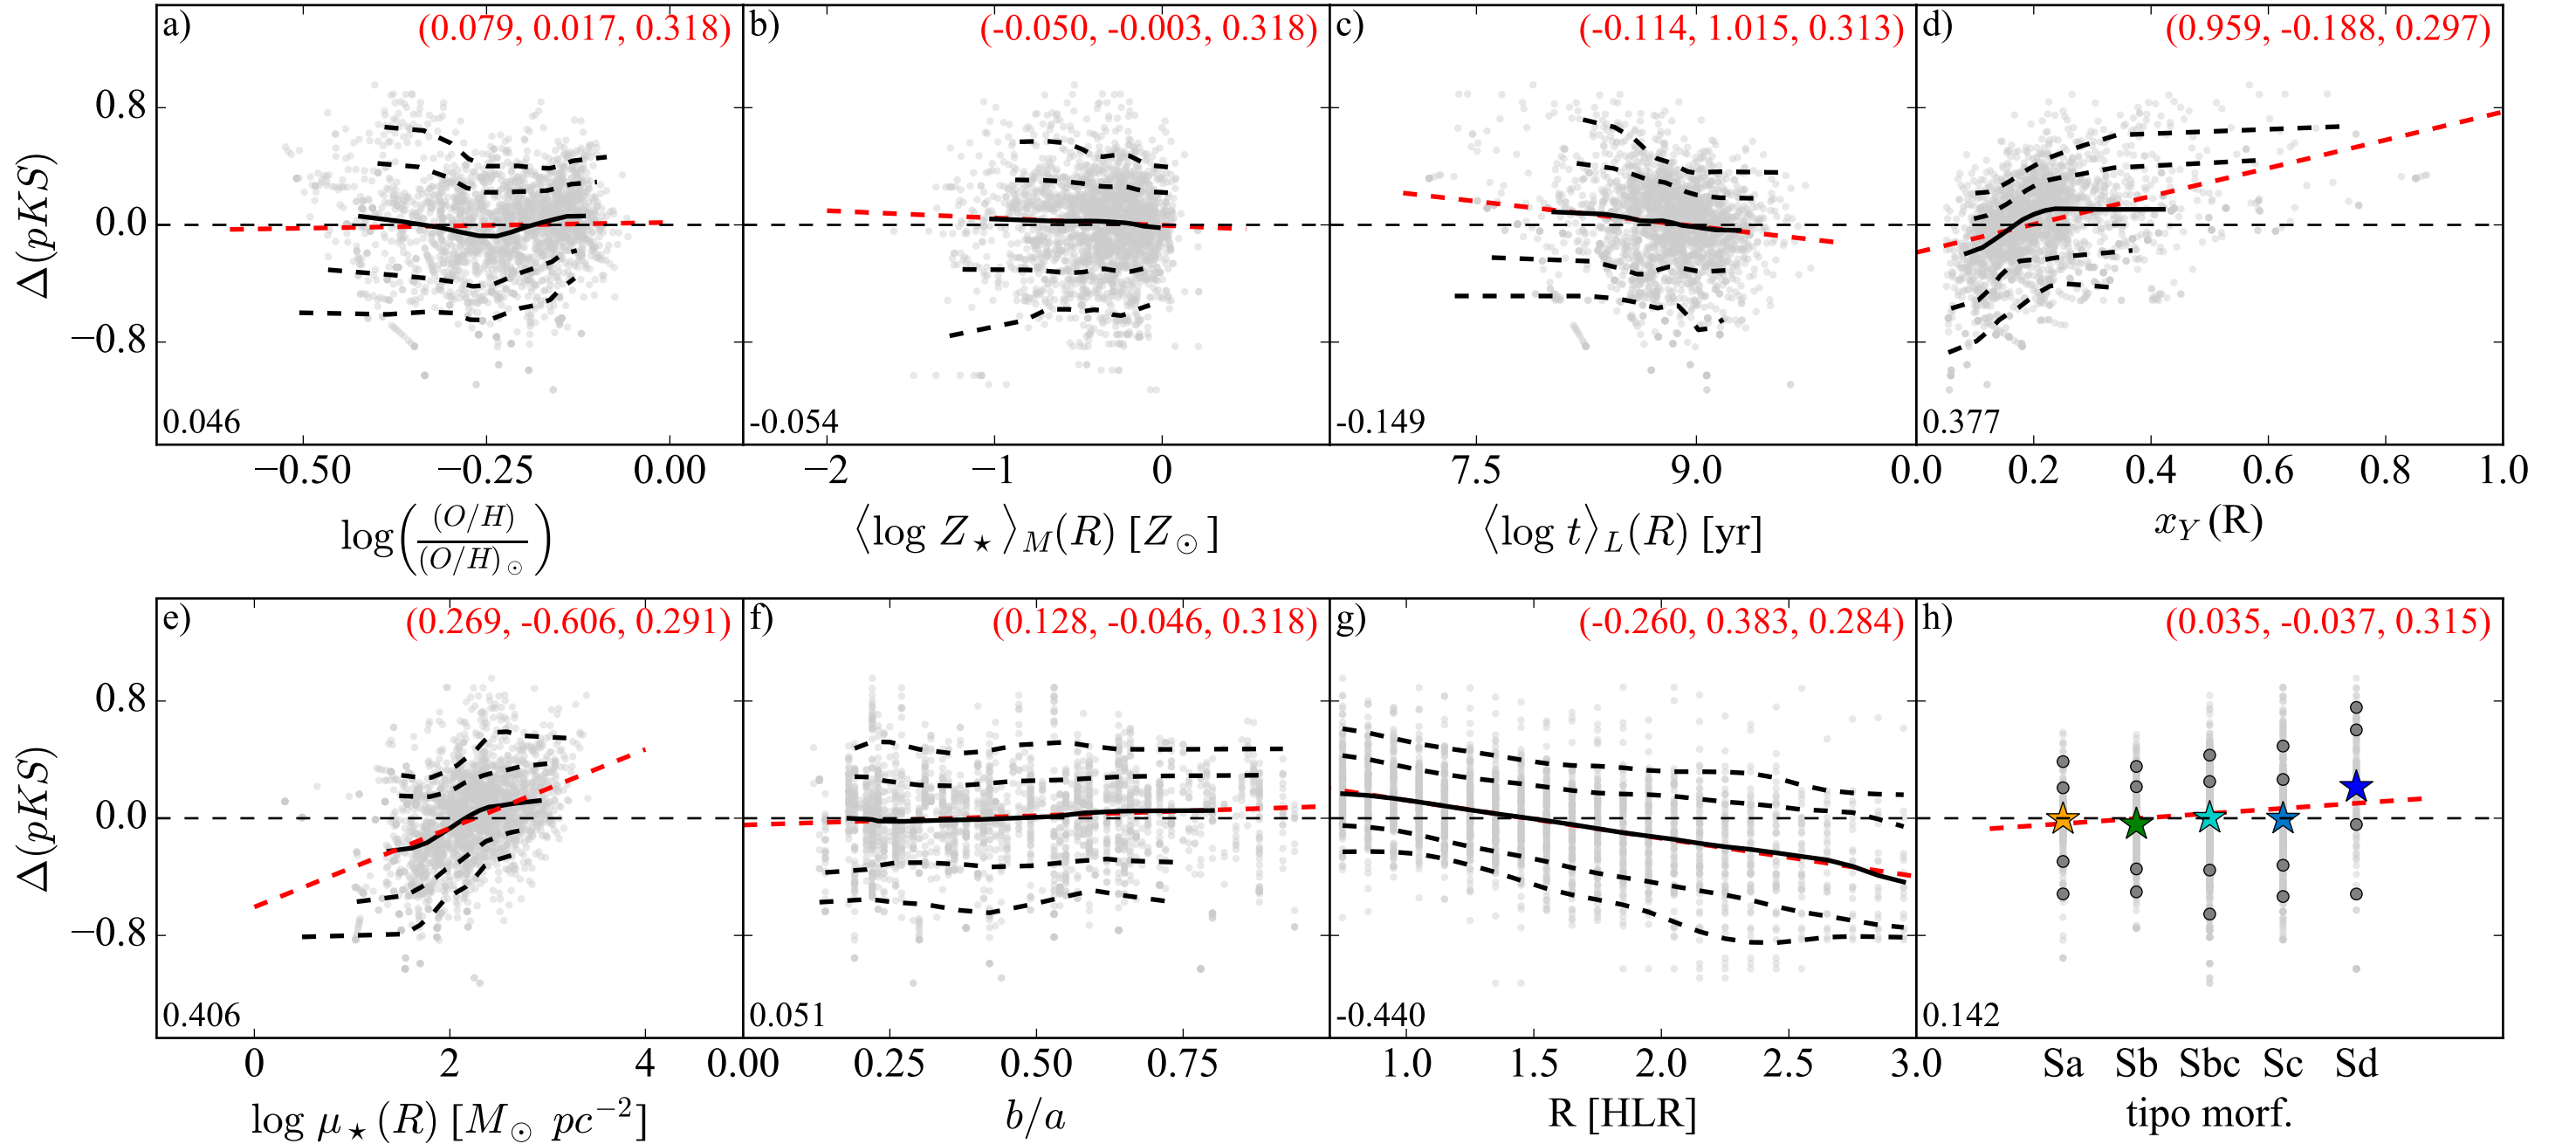 a) (0.079, 0.017, 0.318) b) (-0.050, -0.003, 0.318) c) (-0.114, 1.015, 0.313) d) (0.959, -0.188, 0.297)
0.8
0.0
−0.8
Δ(pKS)
0.046 -0.054 -0.149 0.377
−0.50 −0.25 0.00 −2 −1 0 7.5 9.0 0.0 0.2 0.4 0.6 0.8 1.0
log((O/H)/(O/H)⊙) ⟨log Z⋆⟩M(R) [Z⊙] ⟨log t⟩L(R) [yr] xY(R)
e) (0.269, -0.606, 0.291) f) (0.128, -0.046, 0.318) g) (-0.260, 0.383, 0.284) h) (0.035, -0.037, 0.315)
0.8
0.0
−0.8
Δ(pKS)
0.406 0.051 -0.440 0.142
0 2 4 0.00 0.25 0.50 0.75 1.0 1.5 2.0 2.5 3.0 Sa Sb Sbc Sc Sd
log μ⋆(R) [M⊙ pc⁻²] b/a R [HLR] tipo morf.